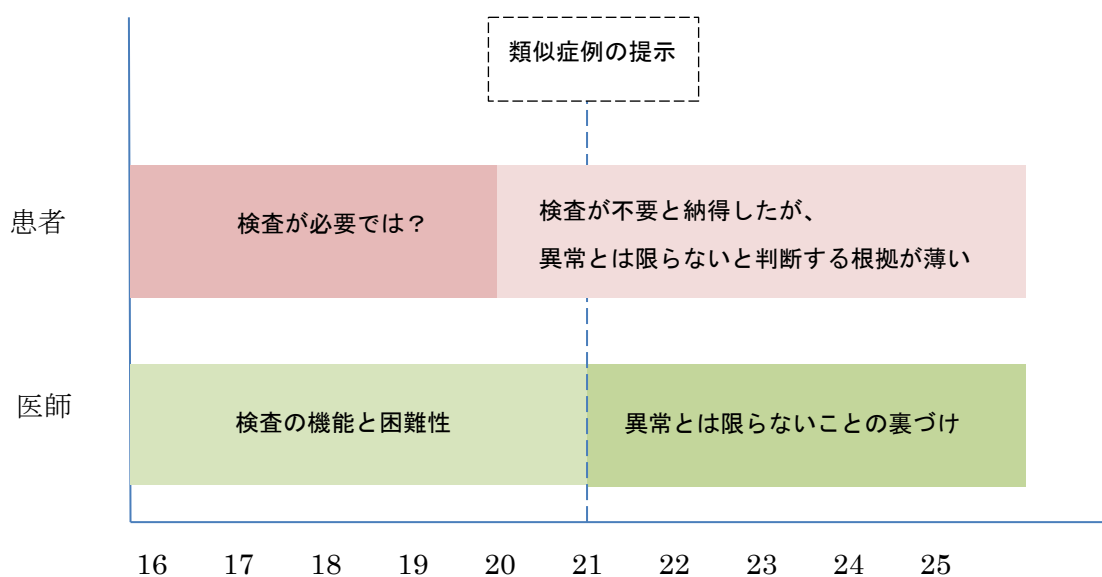 類似症例の提示
患者
検査が必要では？
検査が不要と納得したが、
異常とは限らないと判断する根拠が薄い
医師
検査の機能と困難性
異常とは限らないことの裏づけ
16 17 18 19 20 21 22 23 24 25